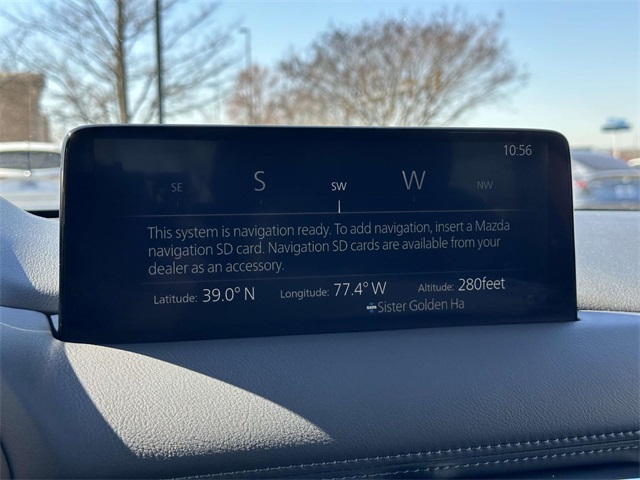 10:56
SE S SW W NW
This system is navigation ready. To add navigation, insert a Mazda
navigation SD card. Navigation SD cards are available from your
dealer as an accessory.
Latitude: 39.0° N Longitude: 77.4° W Altitude: 280feet
Sister Golden Ha